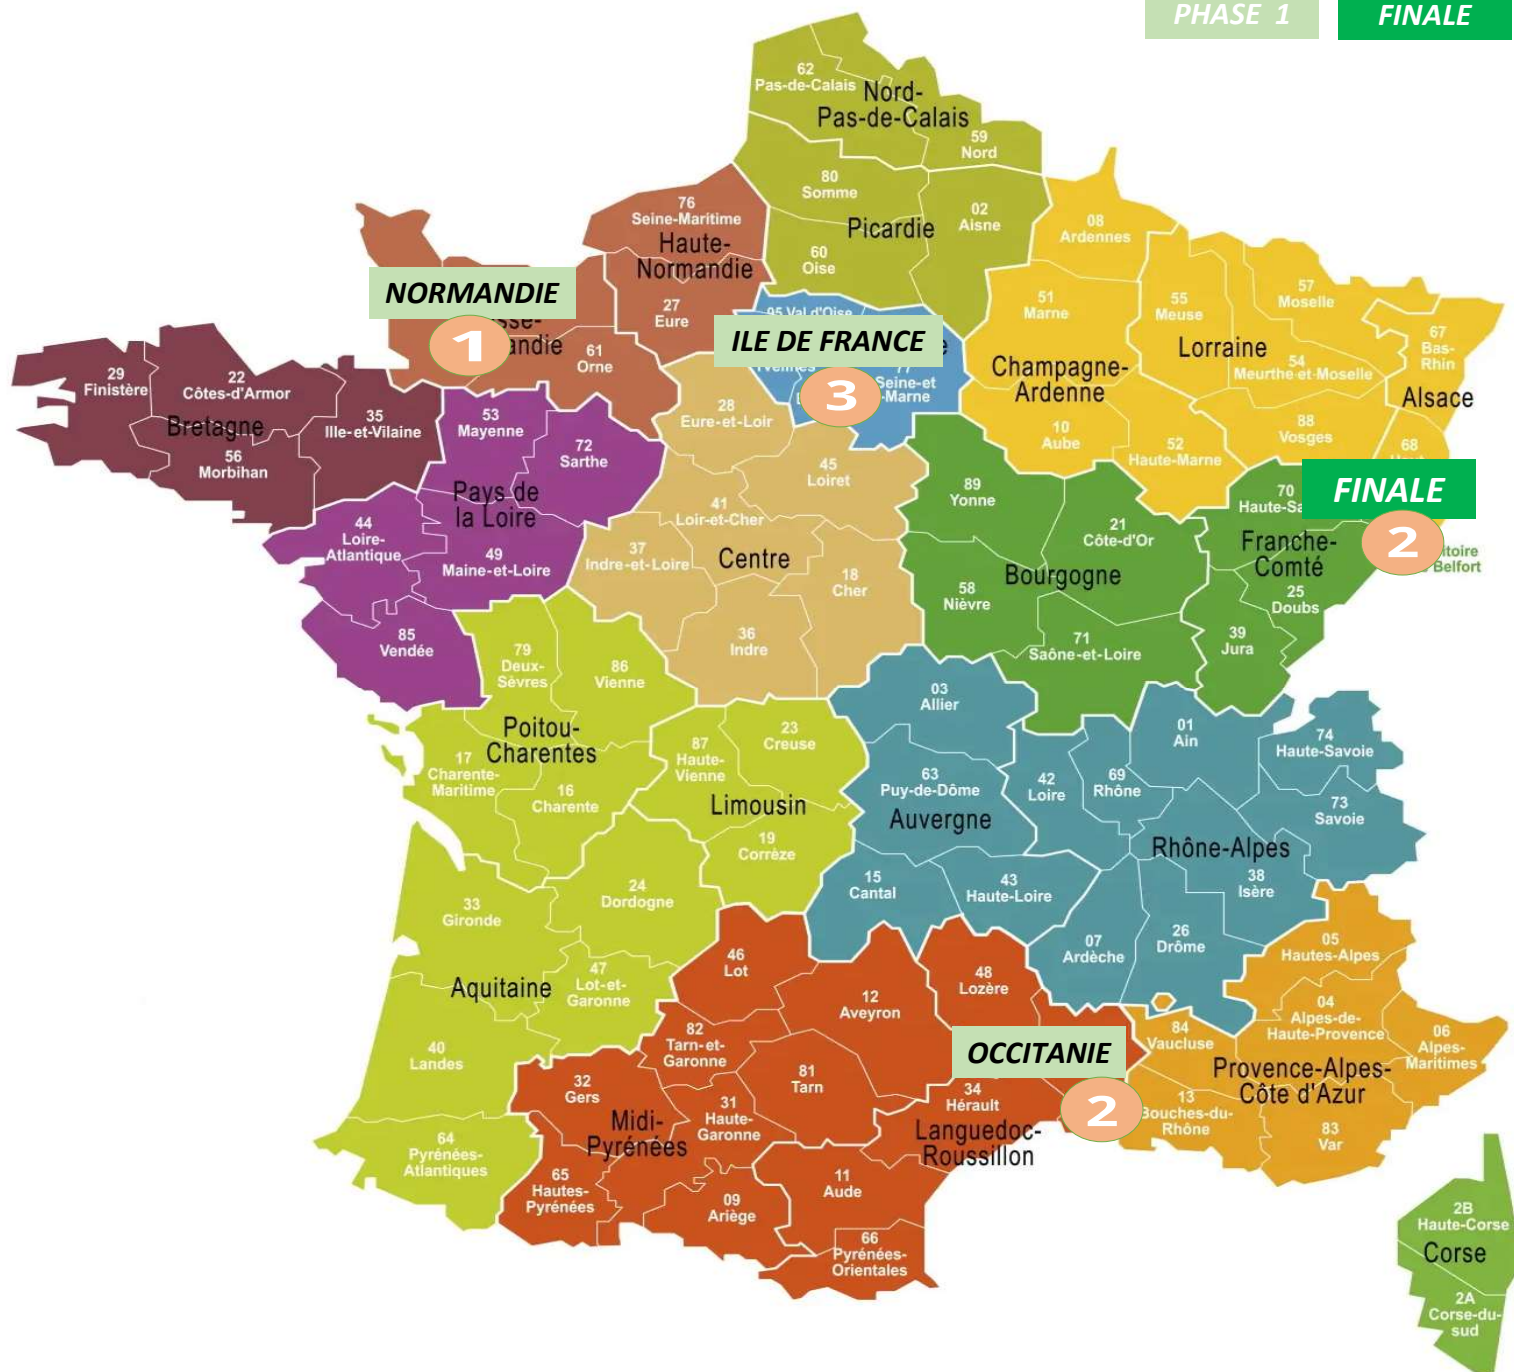 PHASE 1
FINALE
62
Pas-de-Calais
Nord-
Pas-de-Calais
59
Nord
80
Somme
02
Aisne
Picardie
60
Oise
76
Seine-Maritime
Haute-
Normandie
27
Eure
08
Ardennes
51
Marne
55
Meuse
57
Moselle
67
Bas-
Rhin
Lorraine
54
Meurthe-et-Moselle
Champagne-
Ardenne
Alsace
88
Vosges
68
10
Aube
52
Haute-Marne
NORMANDIE
1
61
Orne
95 Val d'Oise
ILE DE FRANCE
3
77
Seine-et
-Marne
29
Finistère
22
Côtes-d'Armor
Bretagne
35
Ille-et-Vilaine
56
Morbihan
53
Mayenne
72
Sarthe
Pays de
la Loire
44
Loire-
Atlantique
49
Maine-et-Loire
85
Vendée
28
Eure-et-Loir
45
Loiret
41
Loir-et-Cher
37
Indre-et-Loire
Centre
18
Cher
36
Indre
89
Yonne
21
Côte-d'Or
Bourgogne
58
Nièvre
71
Saône-et-Loire
70
FINALE
2
Franche-
Comté
Belfort
25
Doubs
39
Jura
79
Deux-
Sèvres
86
Vienne
Poitou-
Charentes
17
Charente-
Maritime
16
Charente
87
Haute-
Vienne
23
Creuse
Limousin
19
Corrèze
03
Allier
63
Puy-de-Dôme
Auvergne
15
Cantal
43
Haute-Loire
42
Loire
69
Rhône
01
Ain
74
Haute-Savoie
73
Savoie
Rhône-Alpes
38
Isère
07
Ardèche
26
Drôme
33
Gironde
24
Dordogne
Aquitaine
47
Lot-et-
Garonne
40
Landes
64
Pyrénées-
Atlantiques
46
Lot
12
Aveyron
48
Lozère
82
Tarn-et-
Garonne
81
Tarn
32
Gers
31
Haute-
Garonne
Midi-
Pyrénées
65
Hautes-
Pyrénées
09
Ariège
OCCITANIE
2
34
Hérault
Languedoc-
Roussillon
11
Aude
66
Pyrénées-
Orientales
05
Hautes-Alpes
04
Alpes-de-
Haute-Provence
06
Alpes-
Maritimes
84
Vaucluse
Provence-Alpes-
Côte d'Azur
13
Bouches-du-
Rhône
83
Var
2B
Haute-Corse
Corse
2A
Corse-du-
sud